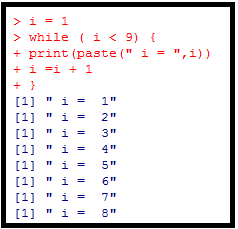 > i = 1
> while ( i < 9) {
+ print(paste(" i = ",i))
+ i =i + 1
+ }
[1] " i =  1"
[1] " i =  2"
[1] " i =  3"
[1] " i =  4"
[1] " i =  5"
[1] " i =  6"
[1] " i =  7"
[1] " i =  8"